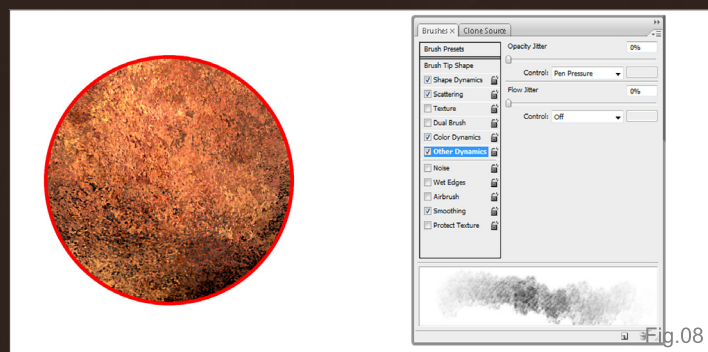 Brushes × Clone Source
Brush Presets
Brush Tip Shape
Shape Dynamics
Scattering
Texture
Dual Brush
Color Dynamics
Other Dynamics
Noise
Wet Edges
Airbrush
Smoothing
Protect Texture
Opacity Jitter 0%
Control: Pen Pressure
Flow Jitter 0%
Control: Off
Fig.08